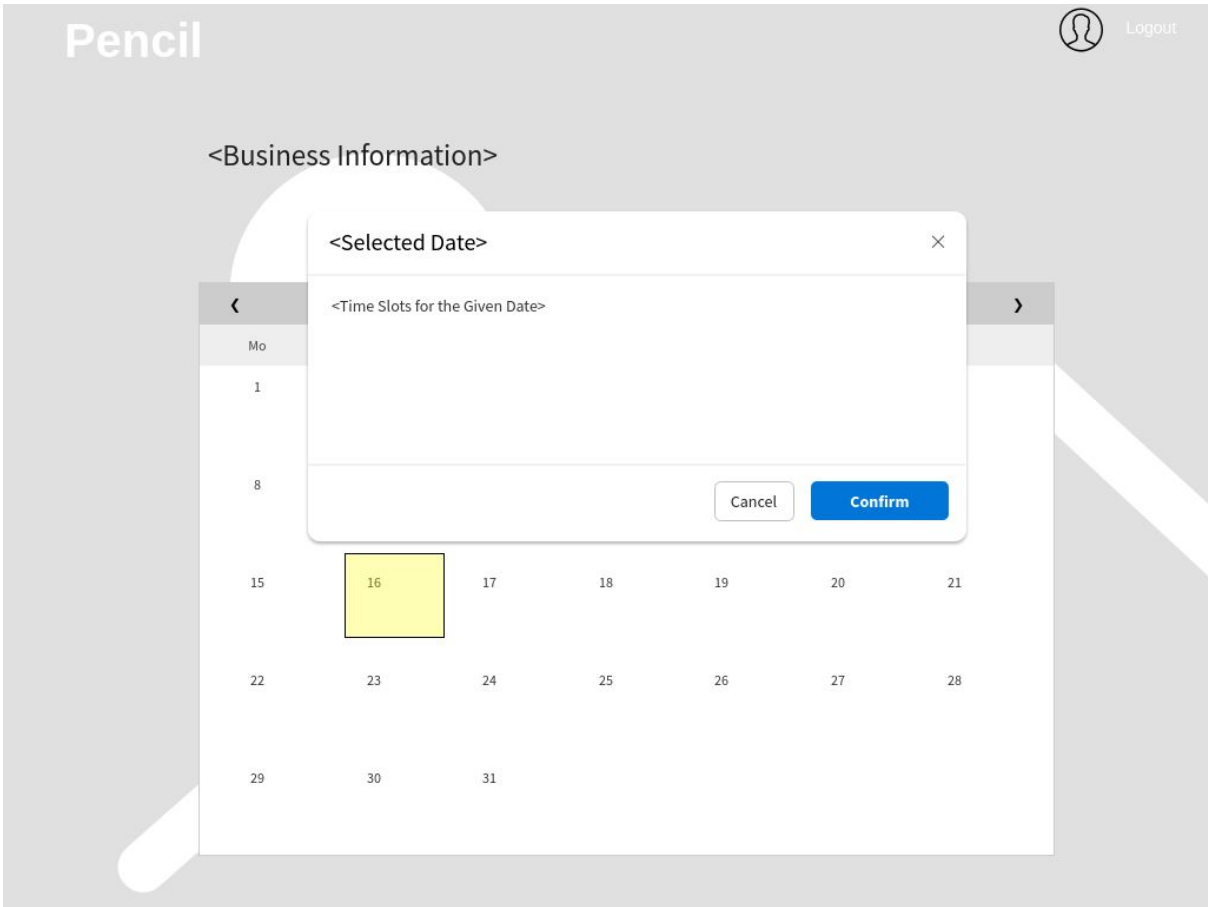 Pencil
Logout
<Business Information>
<Selected Date>
<Time Slots for the Given Date>
Mo
1
8
Cancel Confirm
15 16 17 18 19 20 21
22 23 24 25 26 27 28
29 30 31